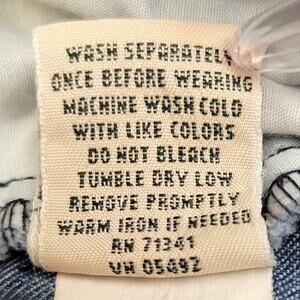 WASH SEPARATELY
ONCE BEFORE WEARING
MACHINE WASH COLD
WITH LIKE COLORS
DO NOT BLEACH
TUMBLE DRY LOW
REMOVE PROMPTLY
WARM IRON IF NEEDED
RN 71341
VN 05492